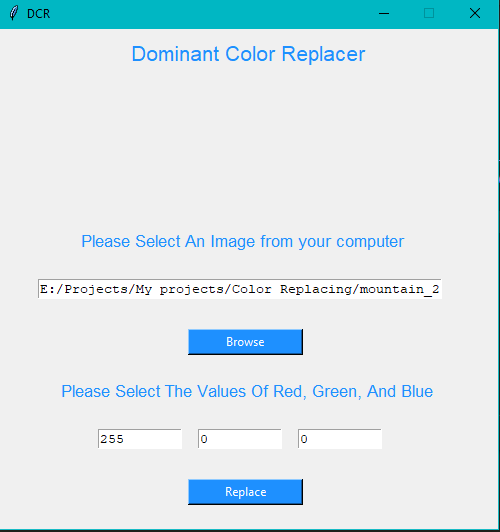 DCR
Dominant Color Replacer
Please Select An Image from your computer
E:/Projects/My projects/Color Replacing/mountain_2
Browse
Please Select The Values Of Red, Green, And Blue
255 0 0
Replace